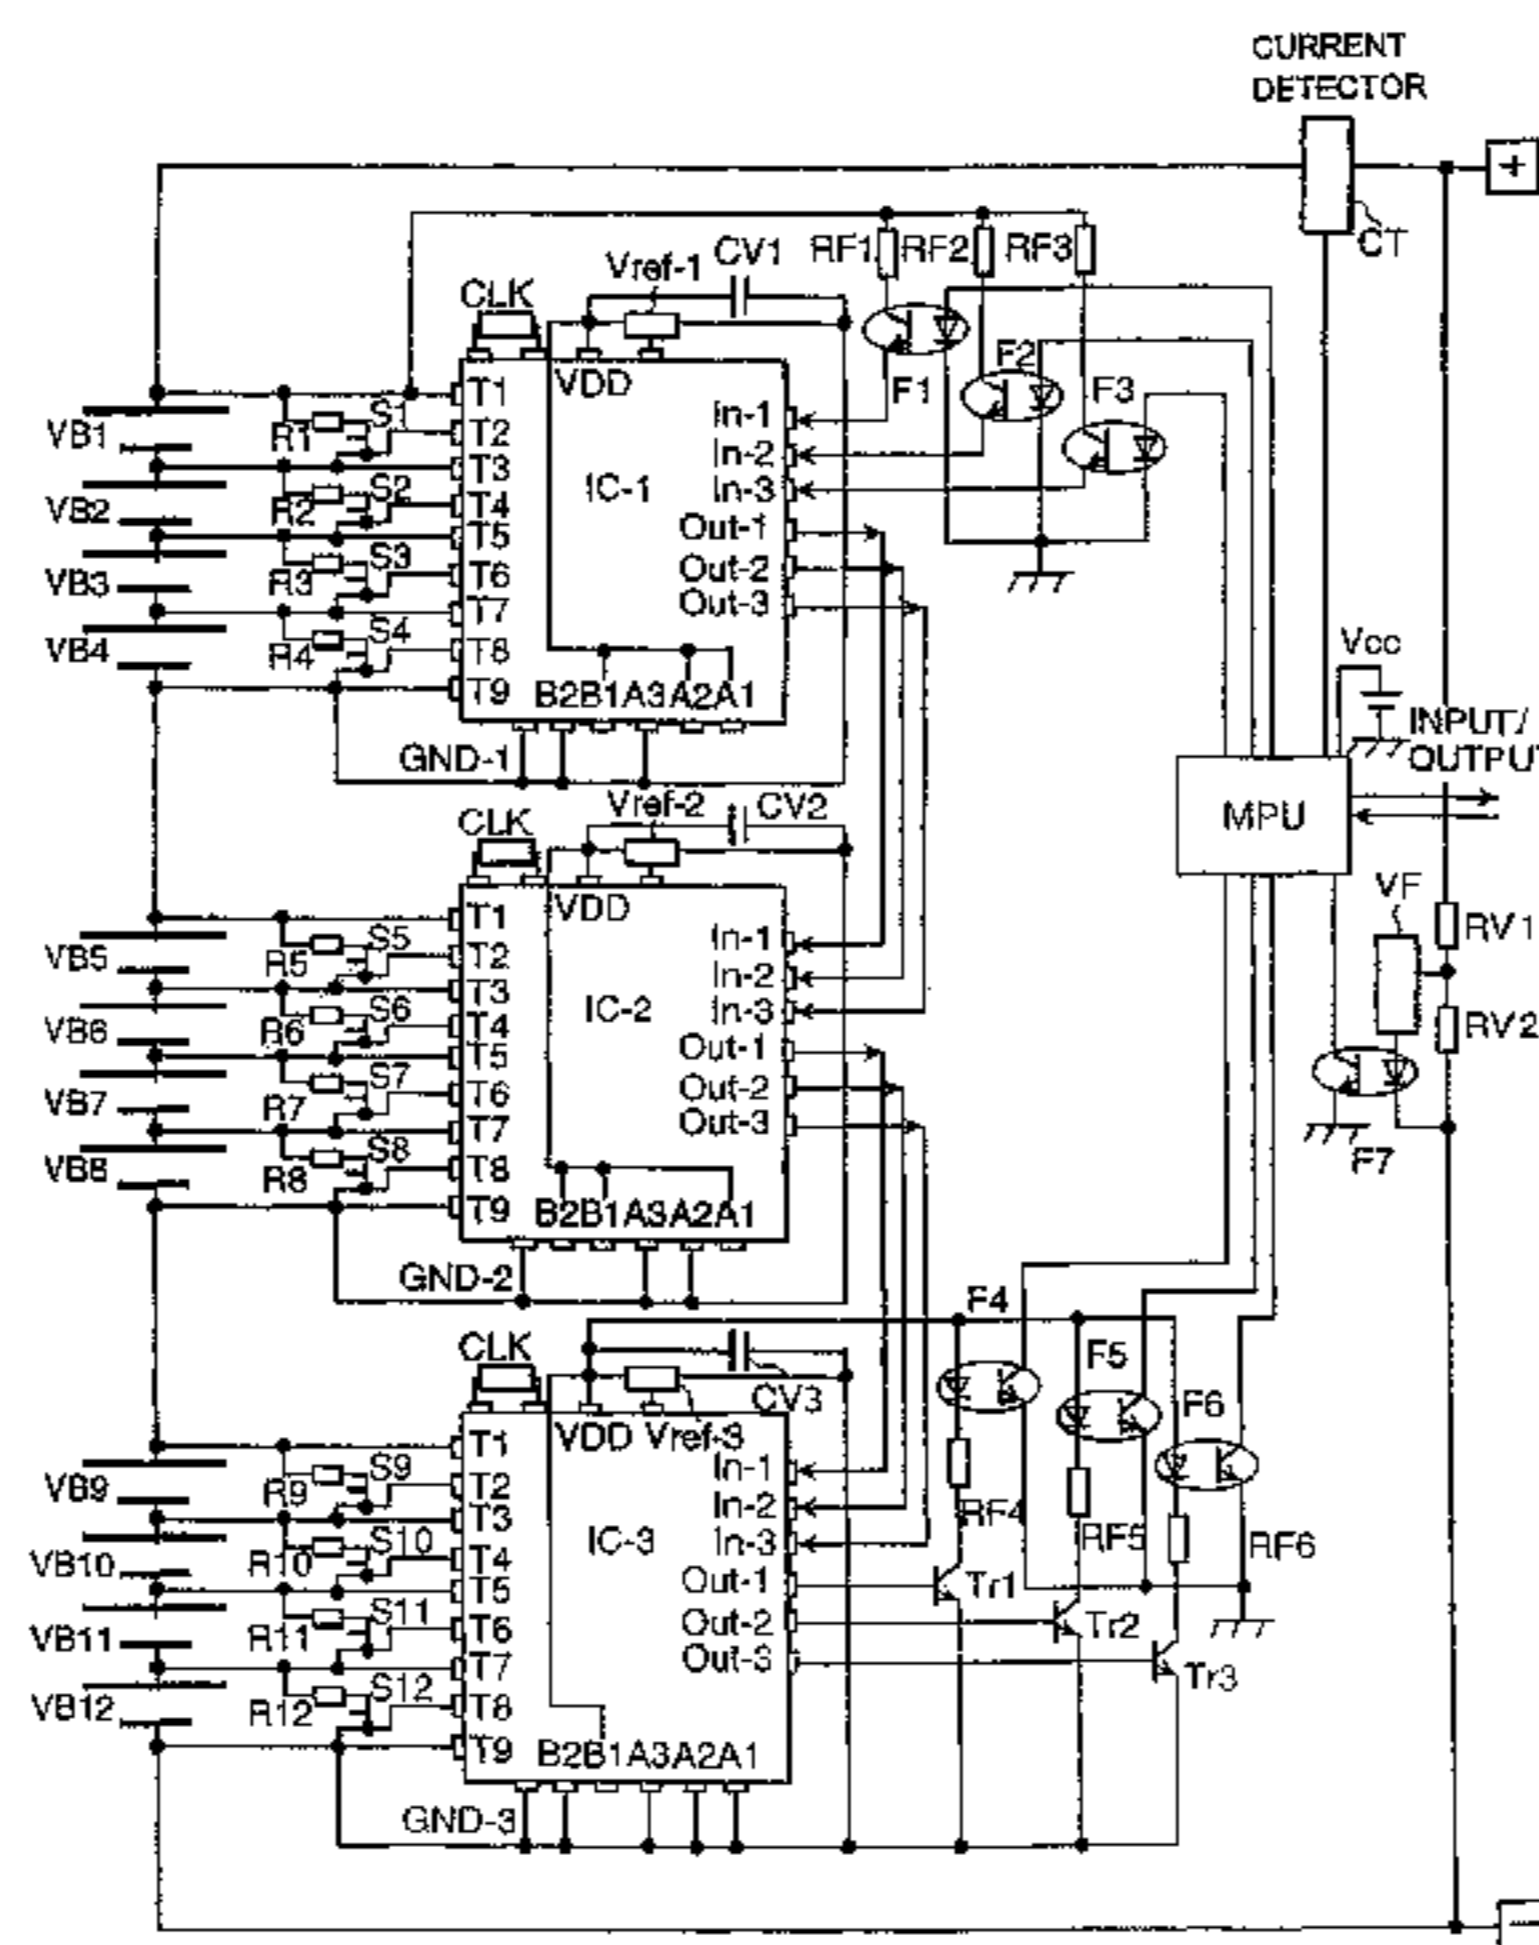 CURRENT
DETECTOR
+
CT
RF1 RF2 RF3
Vref-1 CV1
CLK
VDD
F1
F2
F3
VB1
VB2
VB3
VB4
R1
R2
R3
R4
S1
S2
S3
S4
T1
T2
T3
T4
T5
T6
T7
T8
T9
IC-1
In-1
In-2
In-3
Out-1
Out-2
Out-3
B2B1A3A2A1
GND-1
Vcc
INPUT/
OUTPUT
MPU
VF
RV1
RV2
F7
Vref-2 CV2
CLK
VDD
VB5
VB6
VB7
VB8
R5
R6
R7
R8
S5
S6
S7
S8
T1
T2
T3
T4
T5
T6
T7
T8
T9
IC-2
In-1
In-2
In-3
Out-1
Out-2
Out-3
B2B1A3A2A1
GND-2
F4
F5
F6
CLK
CV3
VDD Vref-3
VB9
VB10
VB11
VB12
R9
R10
R11
R12
S9
S10
S11
S12
T1
T2
T3
T4
T5
T6
T7
T8
T9
IC-3
In-1
In-2
In-3
Out-1
Out-2
Out-3
RF4
RF5
RF6
Tr1
Tr2
Tr3
B2B1A3A2A1
GND-3